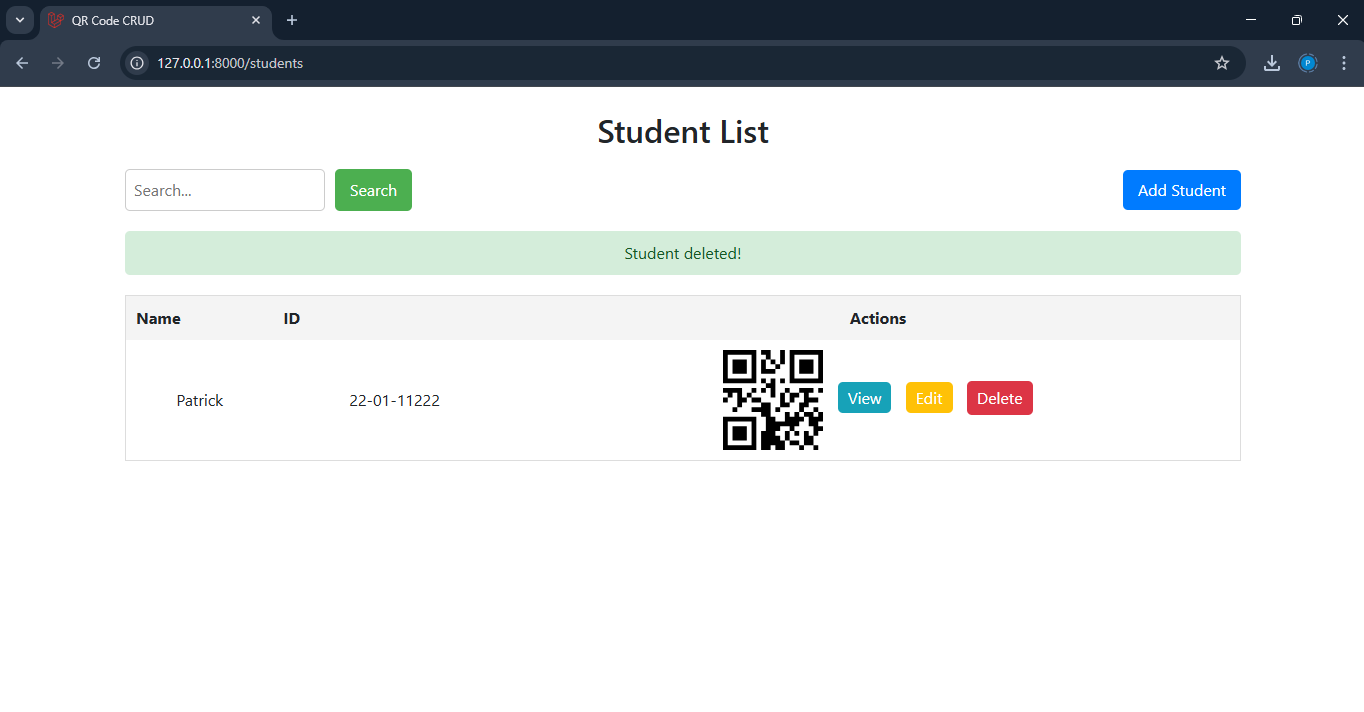 QR Code CRUD
127.0.0.1:8000/students
P
Student List
Search...
Search
Add Student
Student deleted!
Name ID Actions
Patrick 22-01-11222 View Edit Delete